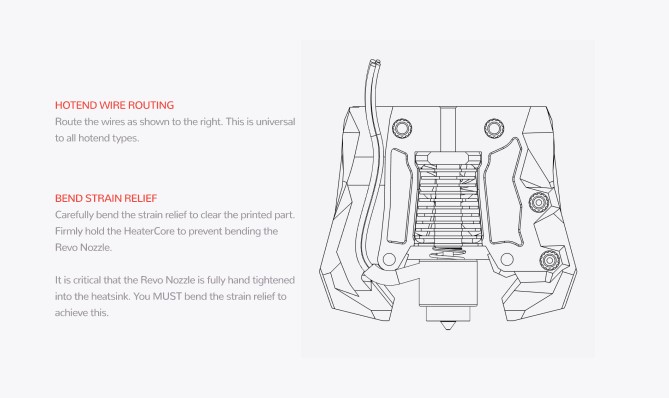 HOTEND WIRE ROUTING
Route the wires as shown to the right. This is universal
to all hotend types.
BEND STRAIN RELIEF
Carefully bend the strain relief to clear the printed part.
Firmly hold the HeaterCore to prevent bending the
Revo Nozzle.
It is critical that the Revo Nozzle is fully hand tightened
into the heatsink. You MUST bend the strain relief to
achieve this.